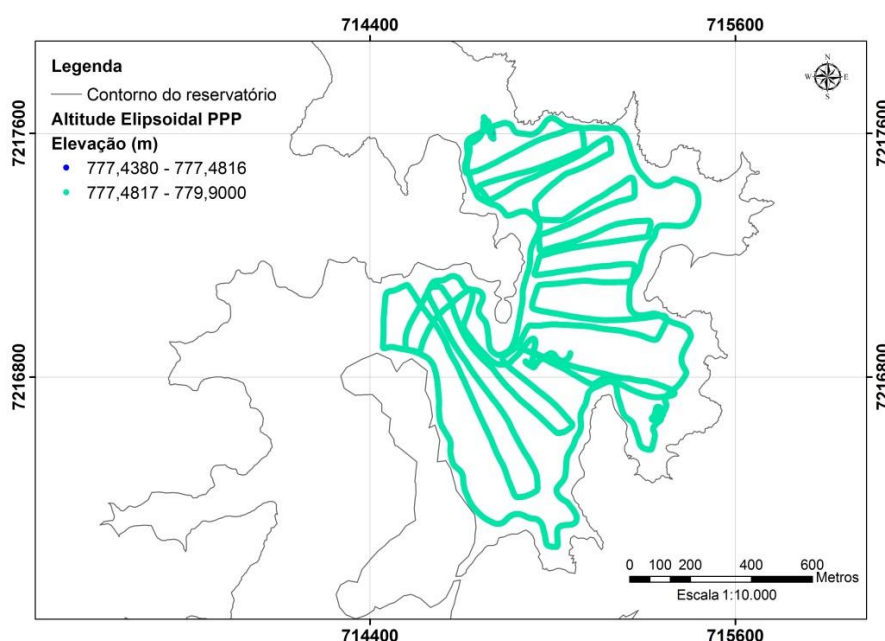 714400 715600
Legenda
Contorno do reservatório
Altitude Elipsoidal PPP
Elevação (m)
777,4380 - 777,4816
777,4817 - 779,9000
N
W E
S
7217600 7217600
7216800 7216800
0 100 200 400 600
Metros
Escala 1:10.000
714400 715600